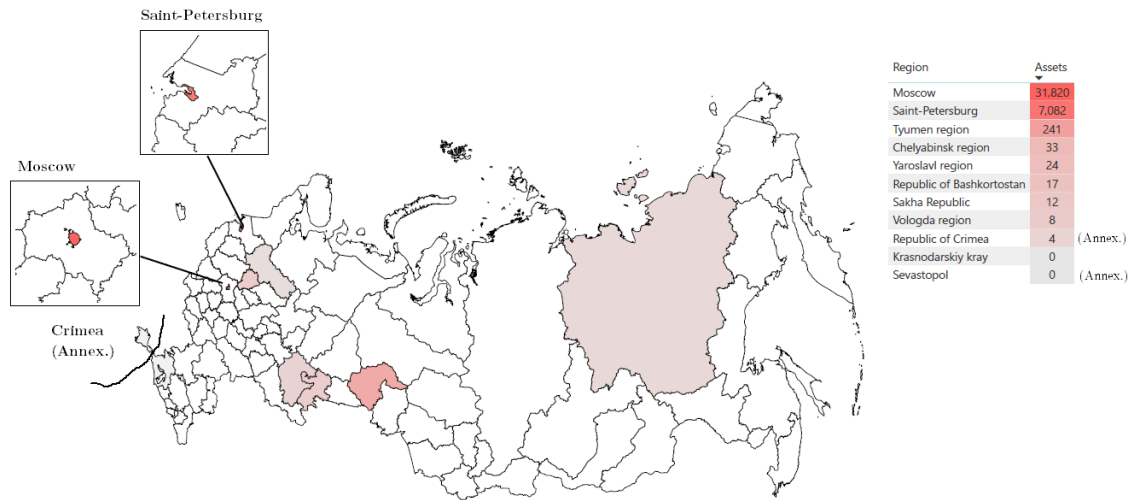 Saint-Petersburg
Moscow
Crimea
(Annex.)
Region Assets
Moscow 31,820
Saint-Petersburg 7,082
Tyumen region 241
Chelyabinsk region 33
Yaroslavl region 24
Republic of Bashkortostan 17
Sakha Republic 12
Vologda region 8
Republic of Crimea 4 (Annex.)
Krasnodarskiy kray 0
Sevastopol 0 (Annex.)